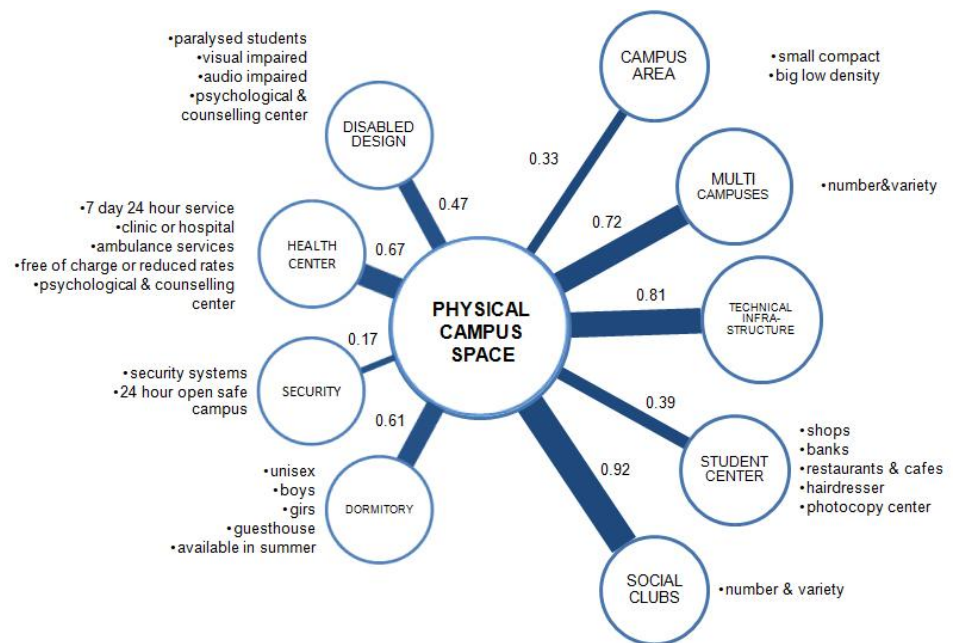 •paralysed students
•visual impaired
•audio impaired
•psychological &
counselling center
DISABLED
DESIGN
0.47
CAMPUS
AREA
•small compact
•big low density
0.33
MULTI
CAMPUSES
•number&variety
0.72
•7 day 24 hour service
•clinic or hospital
•ambulance services
•free of charge or reduced rates
•psychological & counselling
center
HEALTH
CENTER
0.67
PHYSICAL
CAMPUS
SPACE
0.81
TECHNICAL
INFRA-
STRUCTURE
0.17
•security systems
•24 hour open safe
campus
SECURITY
0.39
STUDENT
CENTER
•shops
•banks
•restaurants & cafes
•hairdresser
•photocopy center
0.61
•unisex
•boys
•girs
•guesthouse
•available in summer
DORMITORY
0.92
SOCIAL
CLUBS
•number & variety